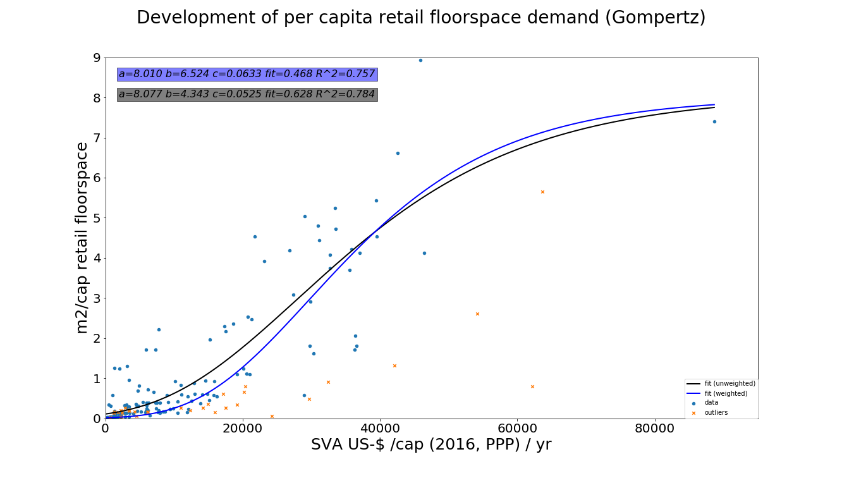 Development of per capita retail floorspace demand (Gompertz)
a=8.010 b=6.524 c=0.0633 fit=0.468 R^2=0.757
a=8.077 b=4.343 c=0.0525 fit=0.628 R^2=0.784
m2/cap retail floorspace
9
8
7
6
5
4
3
2
1
0
fit (unweighted)
fit (weighted)
data
outliers
0 20000 40000 60000 80000
SVA US-$ /cap (2016, PPP) / yr